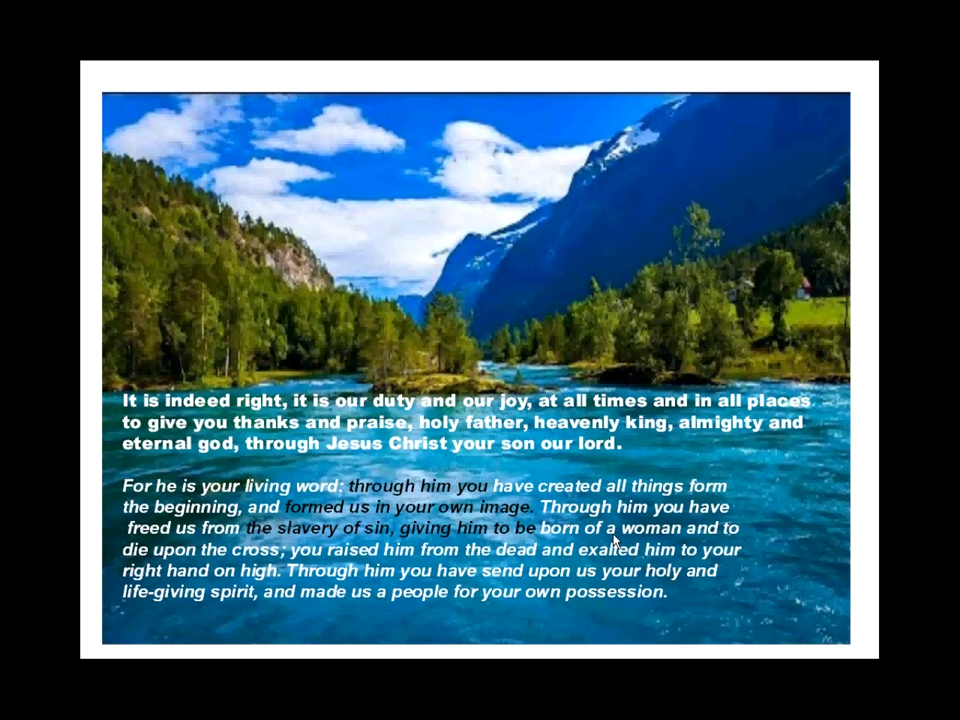 It is indeed right, it is our duty and our joy, at all times and in all places
to give you thanks and praise, holy father, heavenly king, almighty and
eternal god, through Jesus Christ your son our lord.
For he is your living word; through him you have created all things form
the beginning, and formed us in your own image. Through him you have
freed us from the slavery of sin, giving him to be born of a woman and to
die upon the cross; you raised him from the dead and exalted him to your
right hand on high. Through him you have send upon us your holy and
life-giving spirit, and made us a people for your own possession.